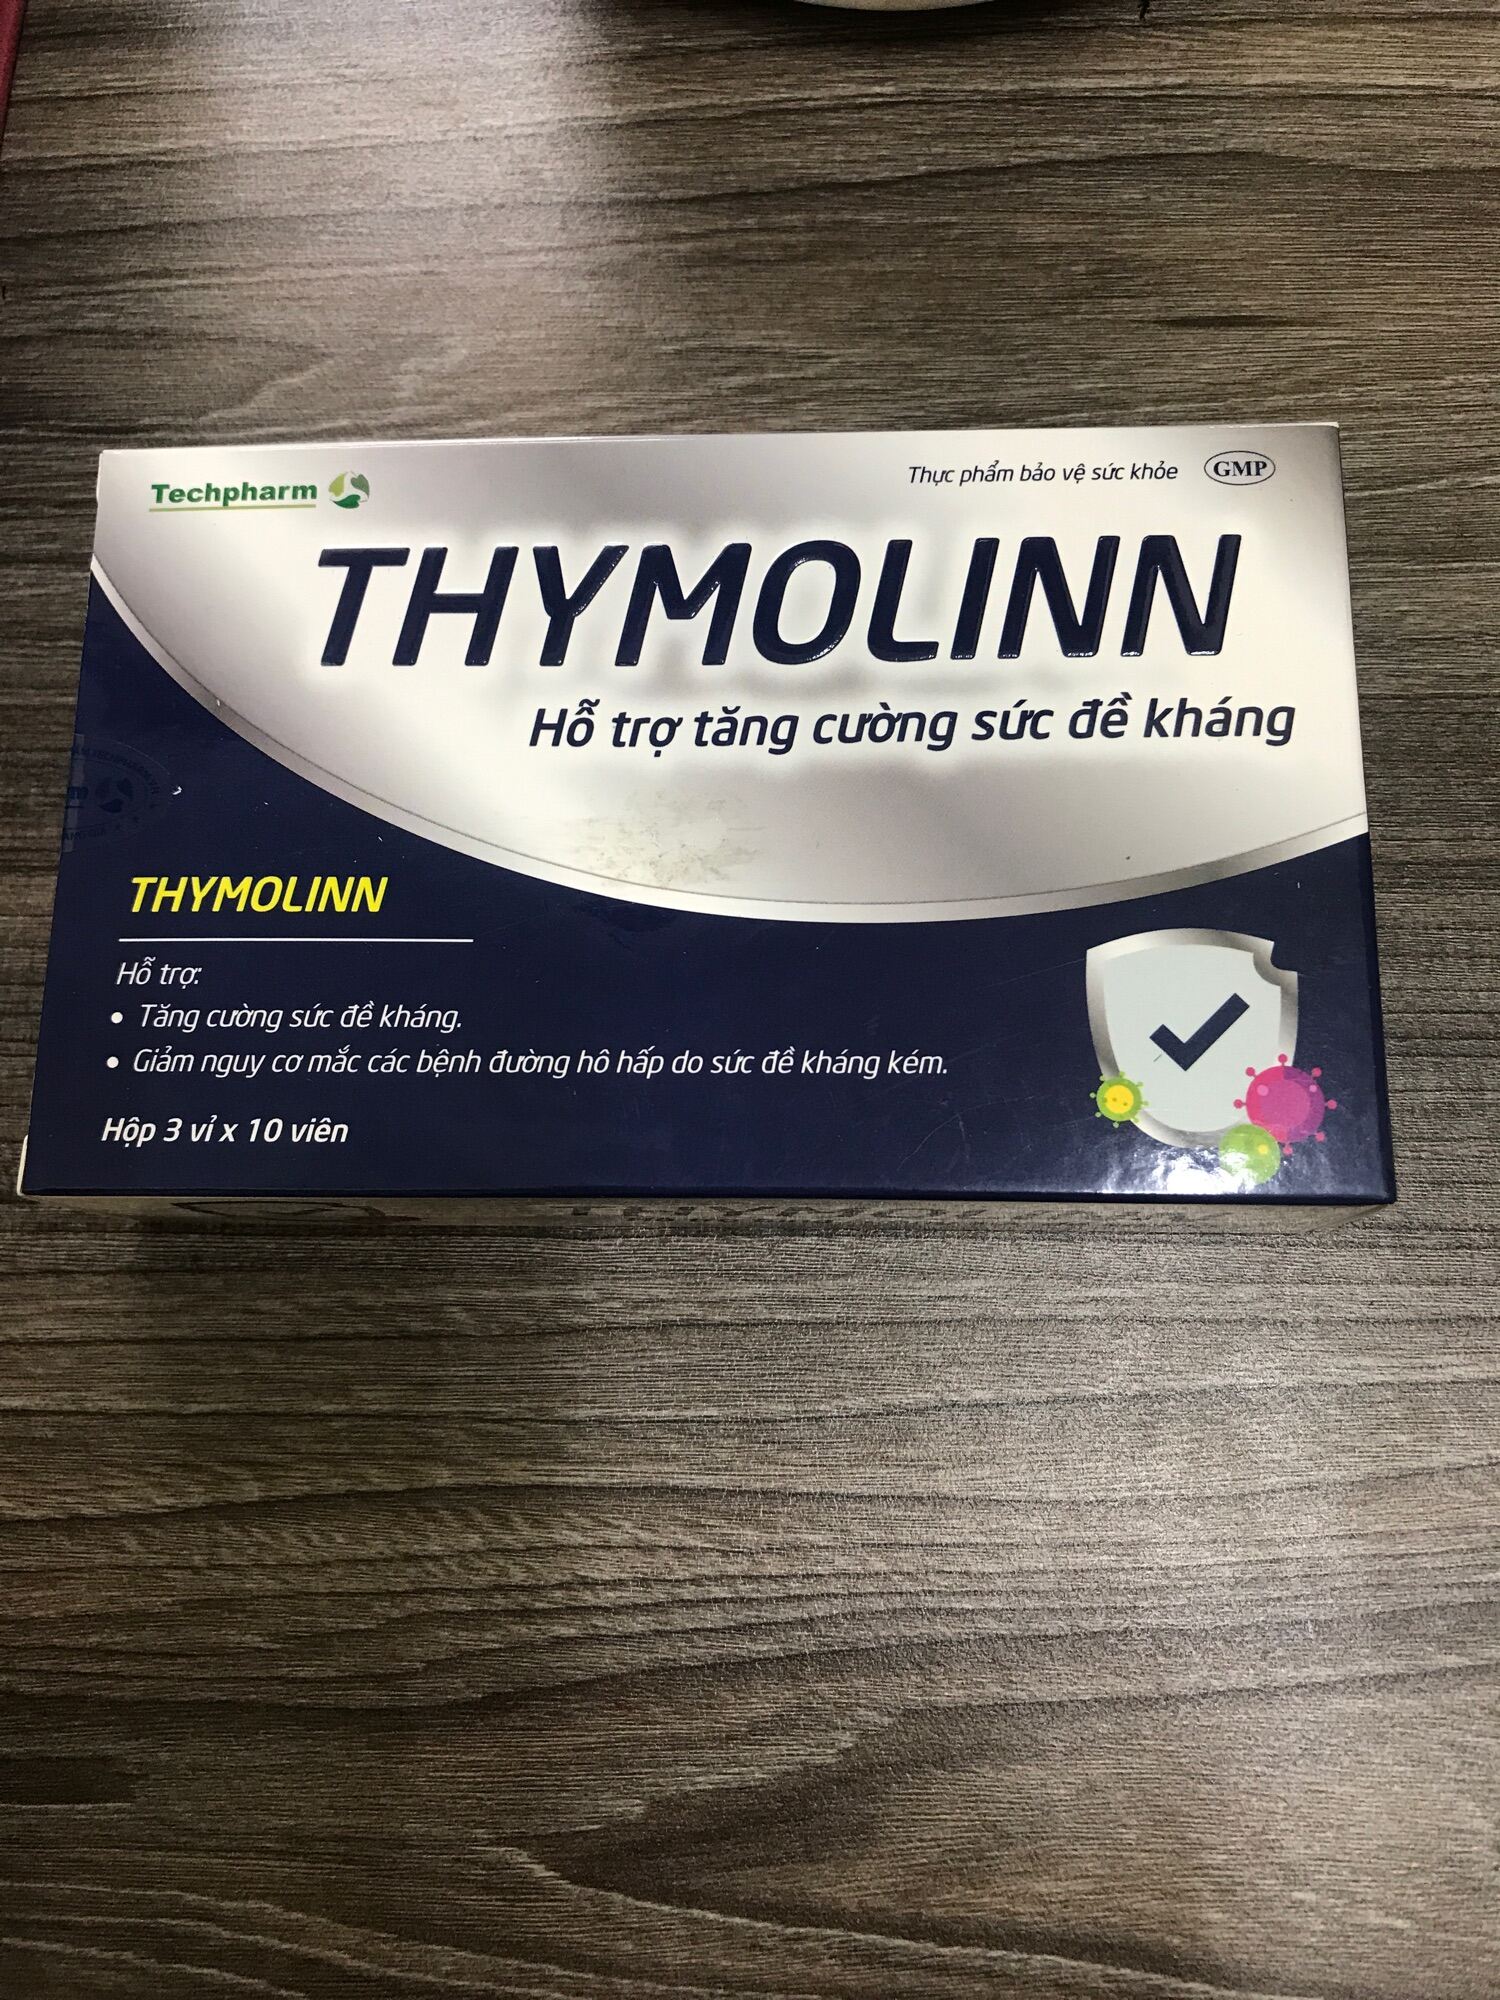 Techpharm
Thực phẩm bảo vệ sức khỏe GMP
THYMOLINN
Hỗ trợ tăng cường sức đề kháng
THYMOLINN
Hỗ trợ:
• Tăng cường sức đề kháng.
• Giảm nguy cơ mắc các bệnh đường hô hấp do sức đề kháng kém.
Hộp 3 vỉ x 10 viên
THYMOLINN